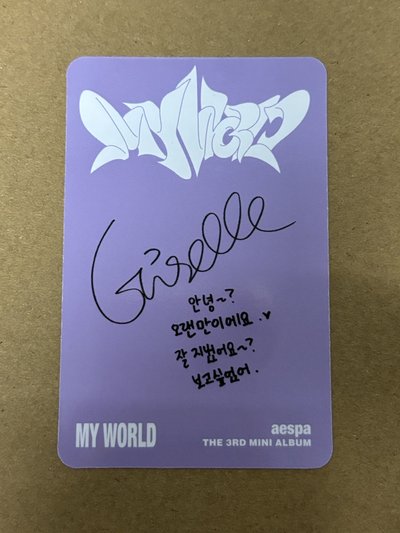 MY WORLD
Giselle
안녕~?
오랜만이에요.♥
잘 지냈어요~?
보고싶었어.
MY WORLD
aespa
THE 3RD MINI ALBUM